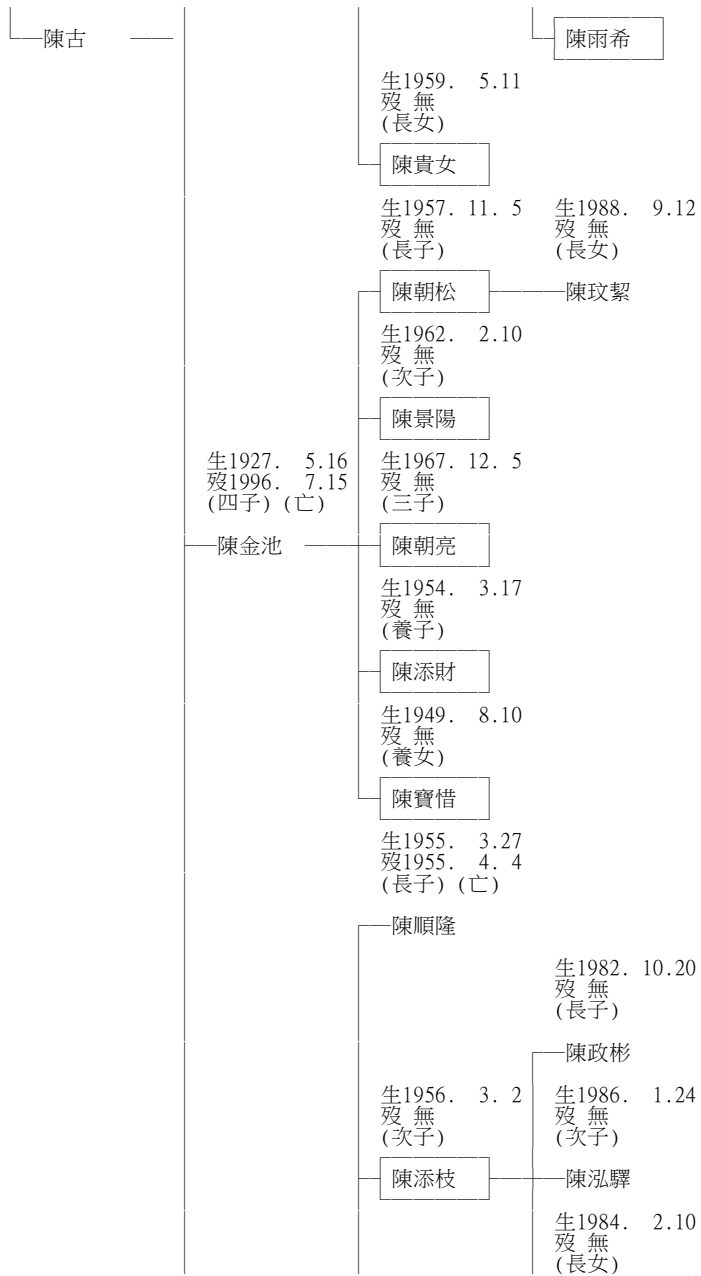 陳古
陳雨希
生1959. 5.11
歿 無
(長女)
陳貴女
生1957. 11. 5
歿 無
(長子)
陳朝松
生1988. 9.12
歿 無
(長女)
陳玟絜
生1962. 2.10
歿 無
(次子)
陳景陽
生1927. 5.16
歿1996. 7.15
(四子)(亡)
陳金池
生1967. 12. 5
歿 無
(三子)
陳朝亮
生1954. 3.17
歿 無
(養子)
陳添財
生1949. 8.10
歿 無
(養女)
陳寶惜
生1955. 3.27
歿1955. 4. 4
(長子)(亡)
陳順隆
生1982. 10.20
歿 無
(長子)
陳政彬
生1956. 3. 2
歿 無
(次子)
陳添枝
生1986. 1.24
歿 無
(次子)
陳泓驛
生1984. 2.10
歿 無
(長女)